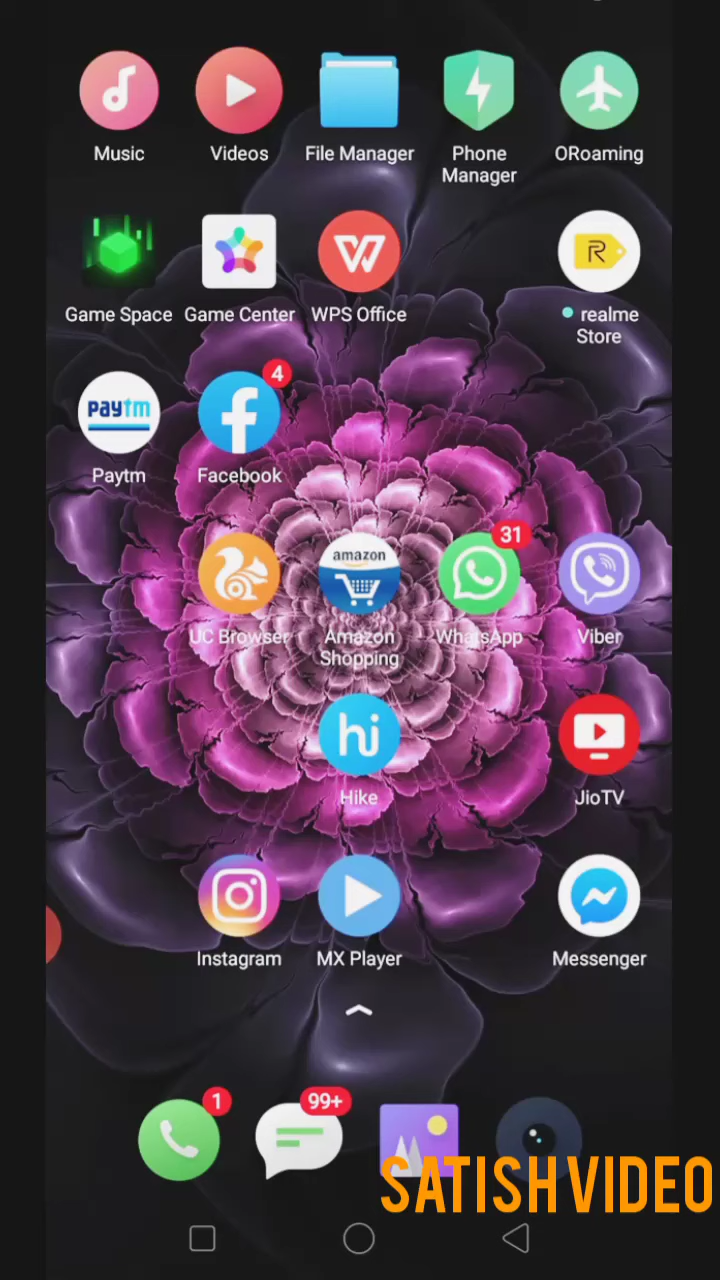 Music
Videos
File Manager
Phone
Manager
ORoaming
Game Space
Game Center
WPS Office
R
realme
Store
paytm
4
Paytm
Facebook
amazon
31
UC Browser
Amazon
Shopping
WhatsApp
Viber
hi
Hike
JioTV
Instagram
MX Player
Messenger
1
99+
SATISH VIDEO